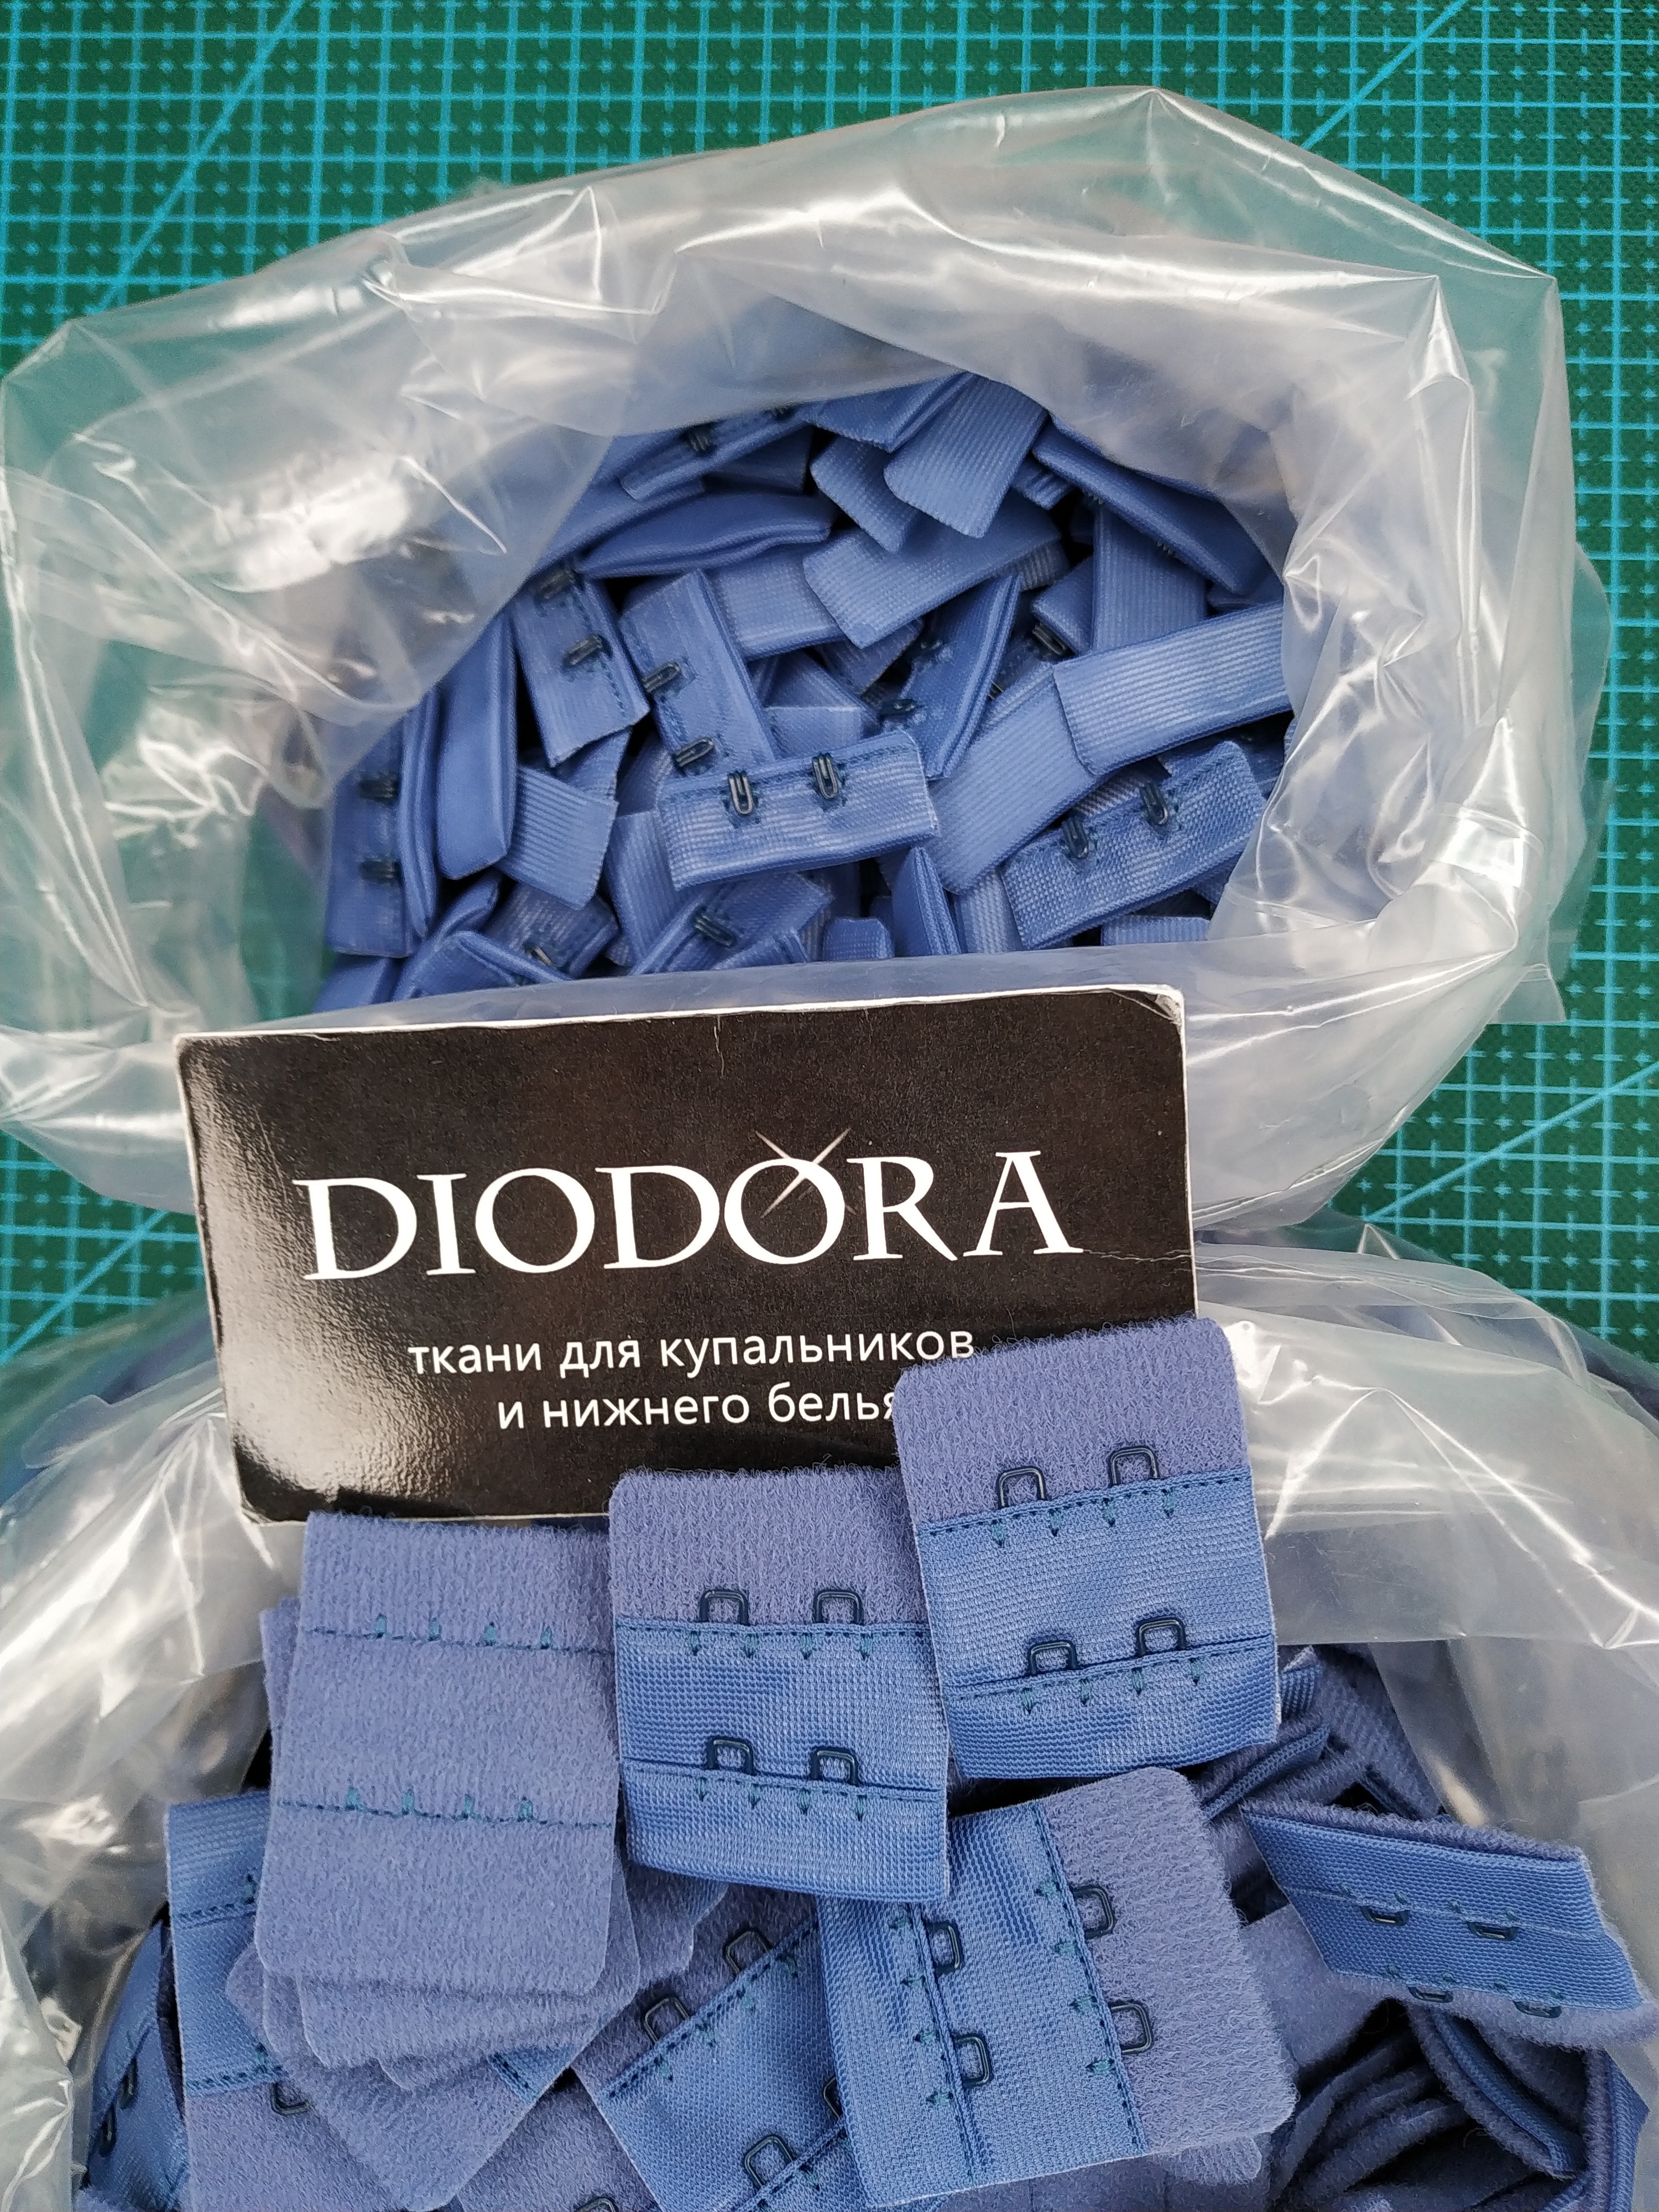 DIODORA
ткани для купальников
и нижнего белья